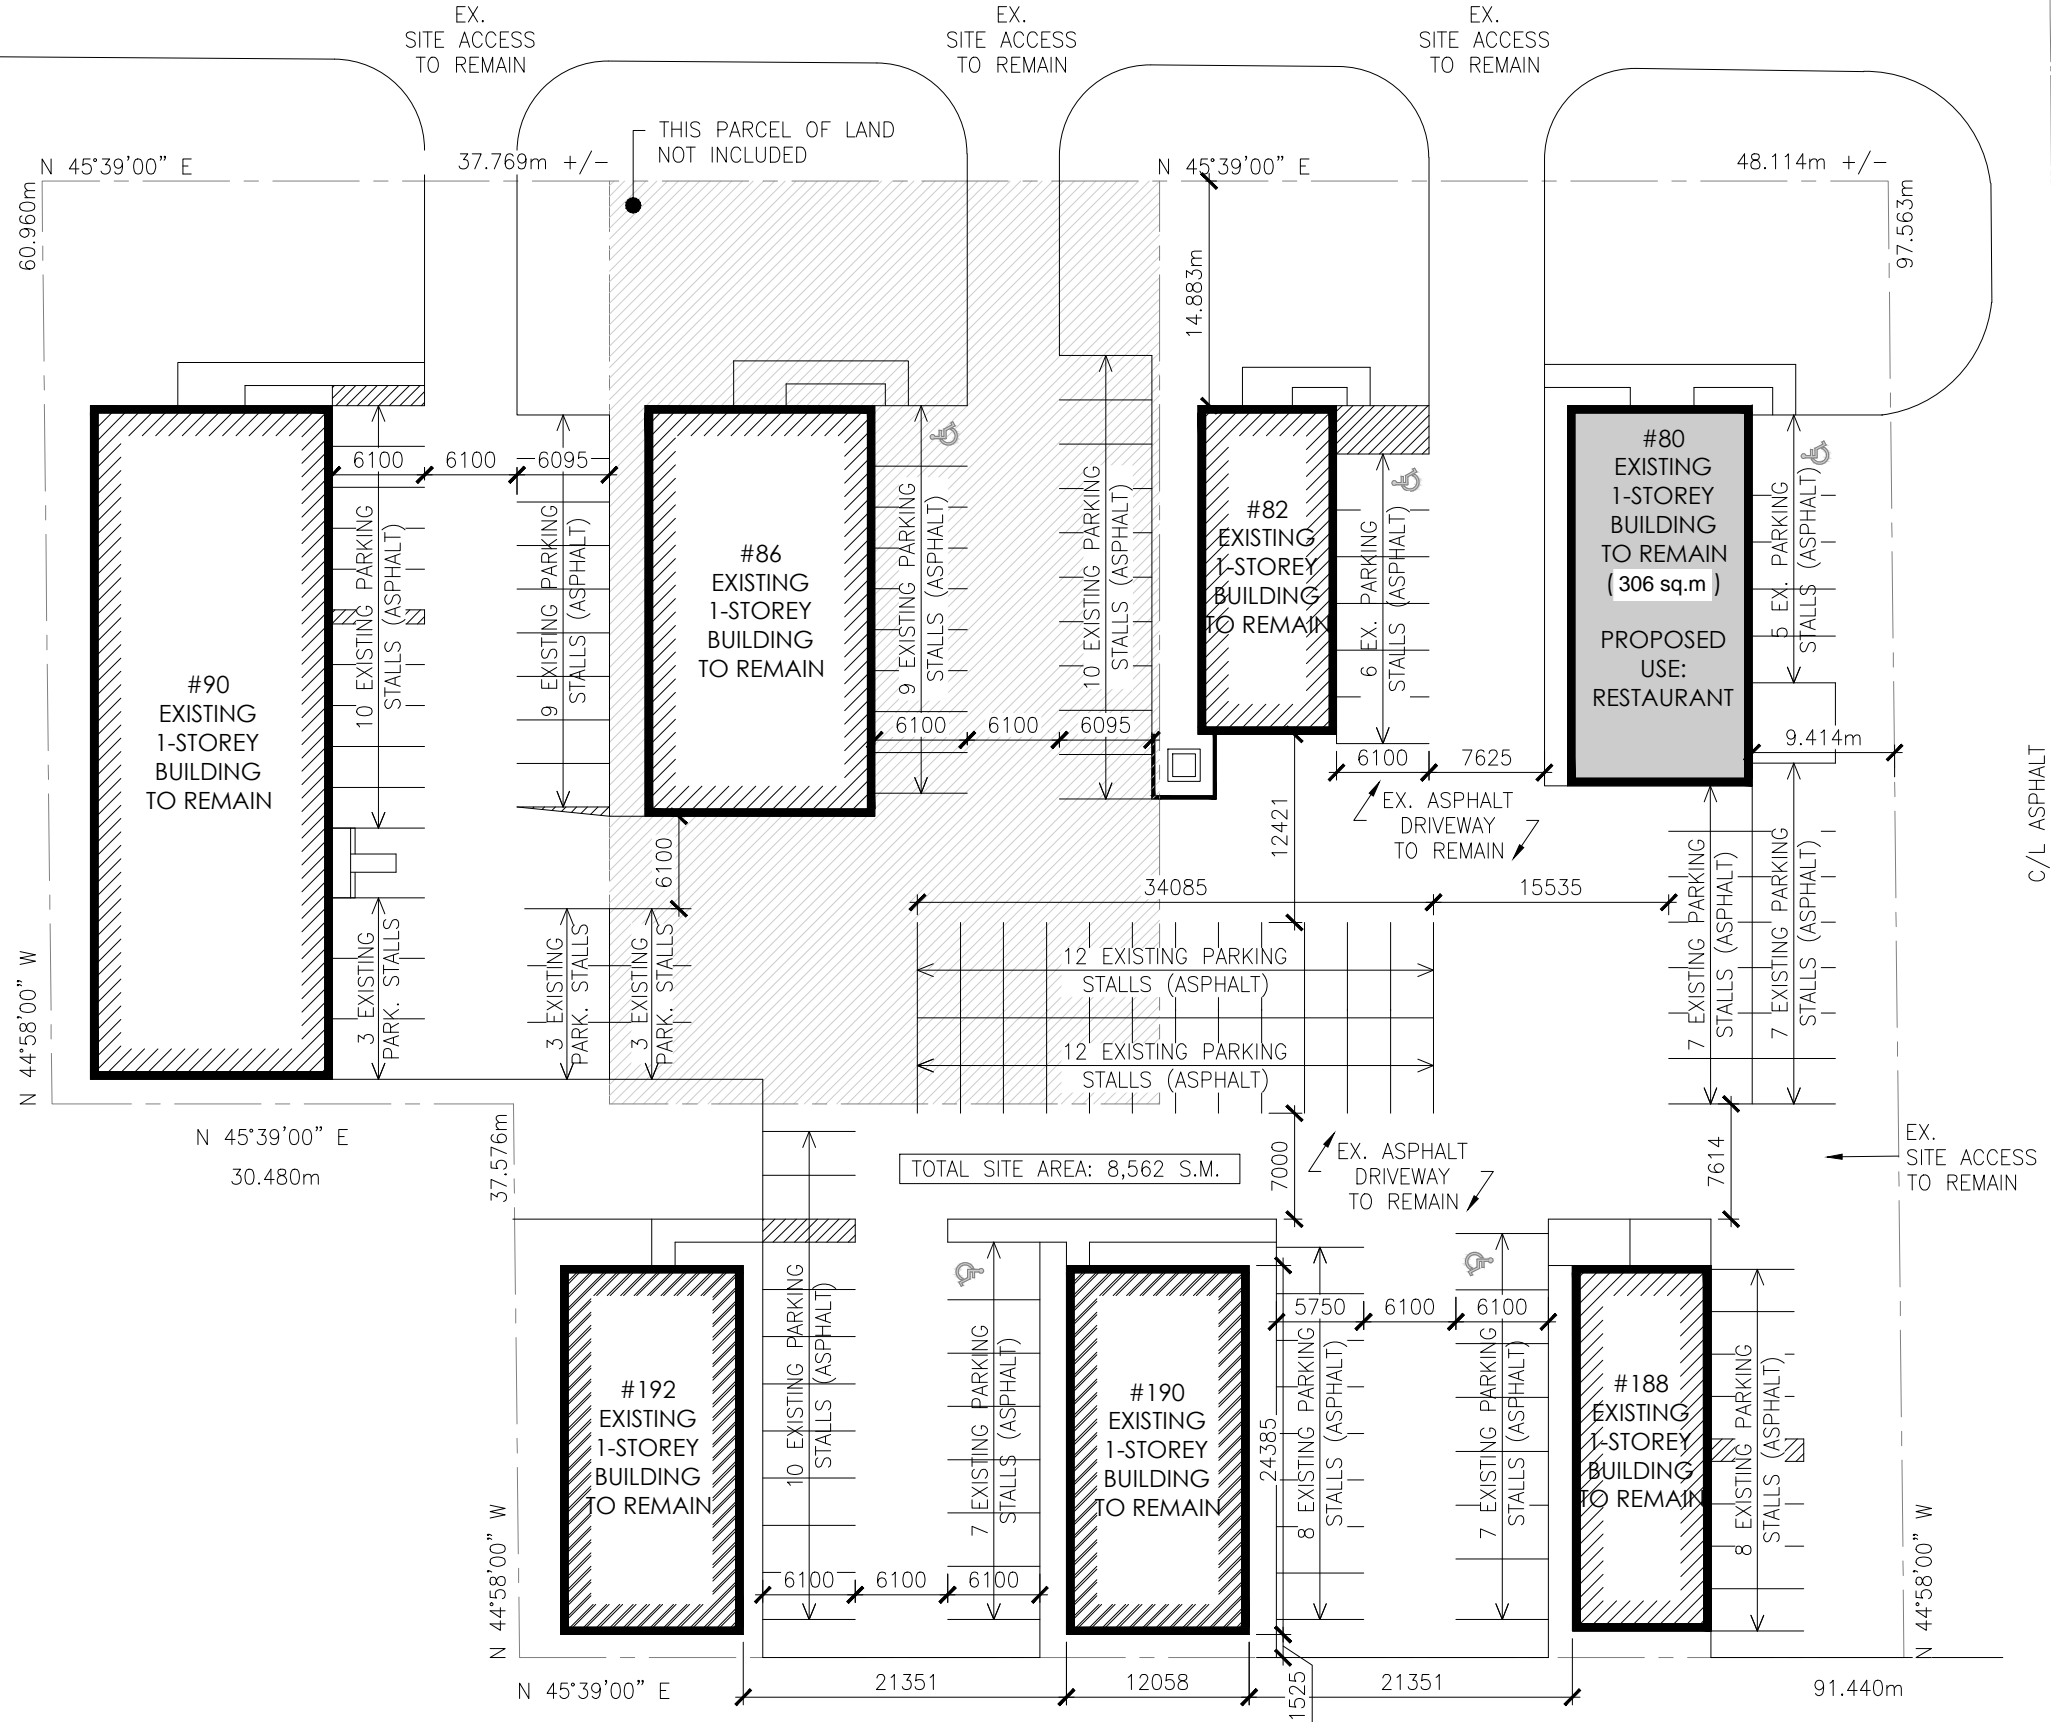 EX.
SITE ACCESS
TO REMAIN
EX.
SITE ACCESS
TO REMAIN
EX.
SITE ACCESS
TO REMAIN
THIS PARCEL OF LAND
NOT INCLUDED
N 45°39'00" E
37.769m +/-
N 45°39'00" E
48.114m +/-
60.960m
97.563m
14.883m
6100
6100
6095
10 EXISTING PARKING
STALLS (ASPHALT)
9 EXISTING PARKING
STALLS (ASPHALT)
#90
EXISTING
1-STOREY
BUILDING
TO REMAIN
#86
EXISTING
1-STOREY
BUILDING
TO REMAIN
9 EXISTING PARKING
STALLS (ASPHALT)
10 EXISTING PARKING
STALLS (ASPHALT)
6100
6100
6095
#82
EXISTING
1-STOREY
BUILDING
TO REMAIN
6 EX. PARKING
STALLS (ASPHALT)
#80
EXISTING
1-STOREY
BUILDING
TO REMAIN
( 306 sq.m )
PROPOSED
USE:
RESTAURANT
5 EX. PARKING
STALLS (ASPHALT)
9.414m
C/L ASPHALT
6100
7625
EX. ASPHALT
DRIVEWAY
TO REMAIN
12421
6100
34085
15535
3 EXISTING
PARK. STALLS
3 EXISTING
PARK. STALLS
3 EXISTING
PARK. STALLS
12 EXISTING PARKING
STALLS (ASPHALT)
12 EXISTING PARKING
STALLS (ASPHALT)
7 EXISTING PARKING
STALLS (ASPHALT)
7 EXISTING PARKING
STALLS (ASPHALT)
N 44°58'00" W
N 45°39'00" E
30.480m
37.576m
TOTAL SITE AREA: 8,562 S.M.
7000
EX. ASPHALT
DRIVEWAY
TO REMAIN
7614
EX.
SITE ACCESS
TO REMAIN
#192
EXISTING
1-STOREY
BUILDING
TO REMAIN
10 EXISTING PARKING
STALLS (ASPHALT)
7 EXISTING PARKING
STALLS (ASPHALT)
#190
EXISTING
1-STOREY
BUILDING
TO REMAIN
24385
5750
6100
6100
8 EXISTING PARKING
STALLS (ASPHALT)
7 EXISTING PARKING
STALLS (ASPHALT)
#188
EXISTING
1-STOREY
BUILDING
TO REMAIN
8 EXISTING PARKING
STALLS (ASPHALT)
N 44°58'00" W
6100
6100
6100
N 44°58'00" W
N 45°39'00" E
21351
12058
1525
21351
91.440m